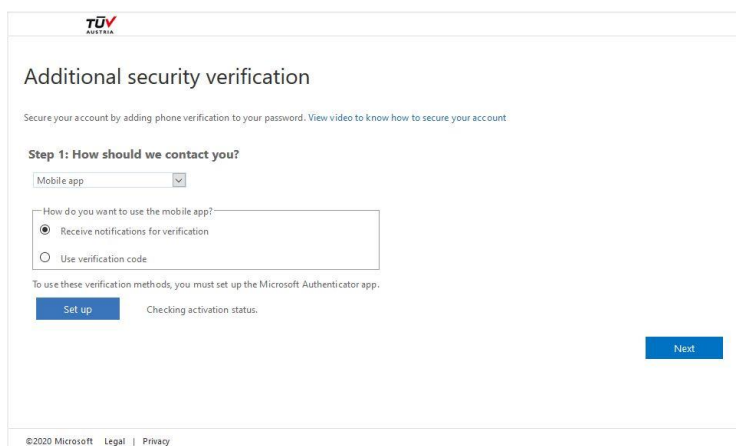 TÜV
AUSTRIA
Additional security verification
Secure your account by adding phone verification to your password. View video to know how to secure your account
Step 1: How should we contact you?
Mobile app
How do you want to use the mobile app?
Receive notifications for verification
Use verification code
To use these verification methods, you must set up the Microsoft Authenticator app.
Set up Checking activation status.
Next
©2020 Microsoft Legal | Privacy